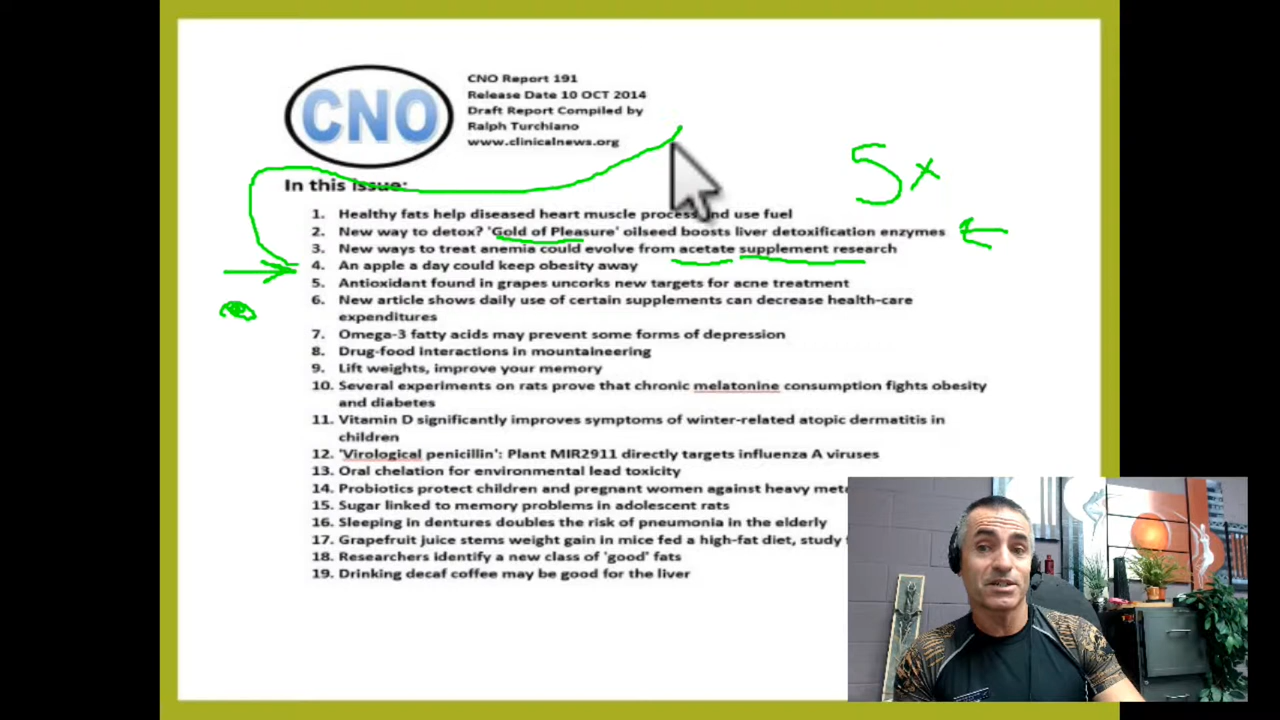 CNO
CNO Report 191
Release Date 10 OCT 2014
Draft Report Compiled by
Ralph Turchiano
www.clinicalnews.org
5x
In this issue:
1. Healthy fats help diseased heart muscle process and use fuel
2. New way to detox? 'Gold of Pleasure' oilseed boosts liver detoxification enzymes
3. New ways to treat anemia could evolve from acetate supplement research
4. An apple a day could keep obesity away
5. Antioxidant found in grapes uncorks new targets for acne treatment
6. New article shows daily use of certain supplements can decrease health-care
expenditures
7. Omega-3 fatty acids may prevent some forms of depression
8. Drug-food interactions in mountaineering
9. Lift weights, improve your memory
10. Several experiments on rats prove that chronic melatonine consumption fights obesity
and diabetes
11. Vitamin D significantly improves symptoms of winter-related atopic dermatitis in
children
12. 'Virological penicillin': Plant MIR2911 directly targets influenza A viruses
13. Oral chelation for environmental lead toxicity
14. Probiotics protect children and pregnant women against heavy
15. Sugar linked to memory problems in adolescent rats
16. Sleeping in dentures doubles the risk of pneumonia in the elderly
17. Grapefruit juice stems weight gain in mice fed a high-fat diet, study
18. Researchers identify a new class of 'good' fats
19. Drinking decaf coffee may be good for the liver